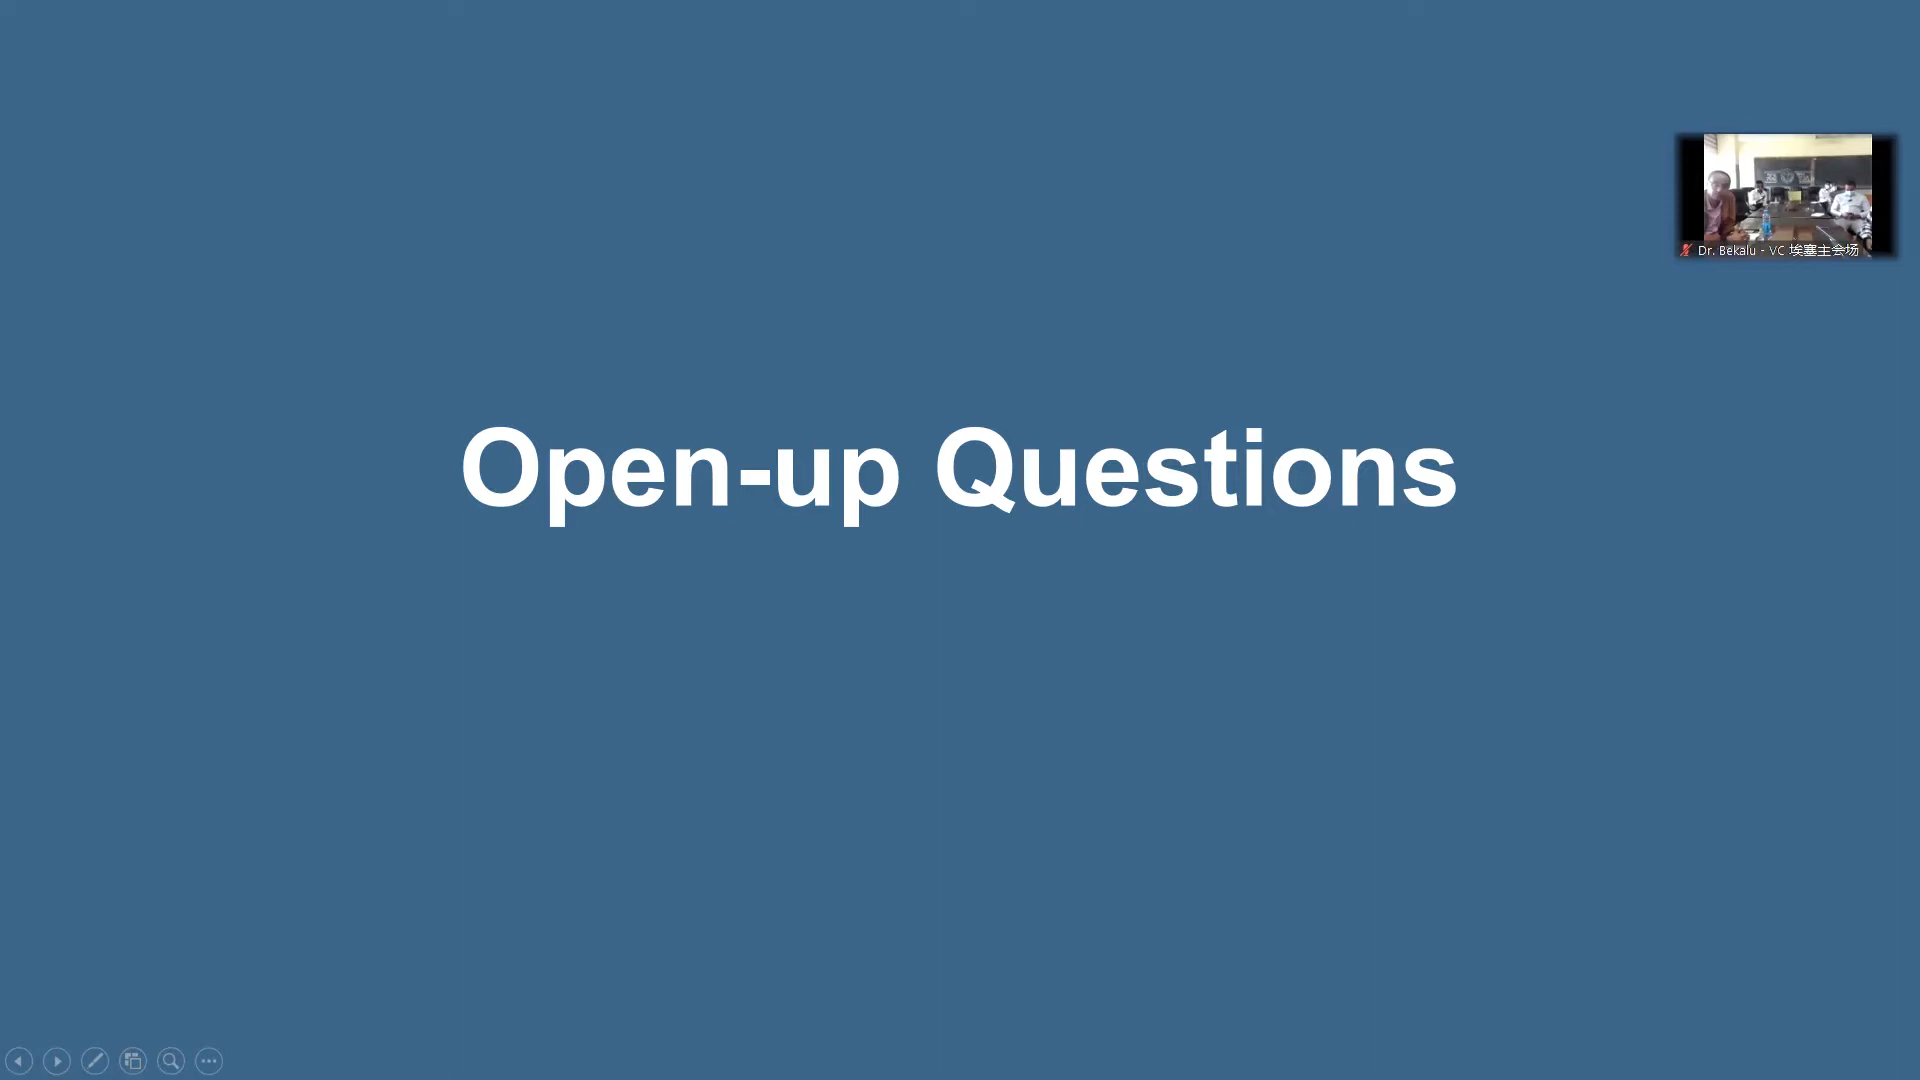 Open-up Questions
Dr. Bekalu - VC 埃塞主会场